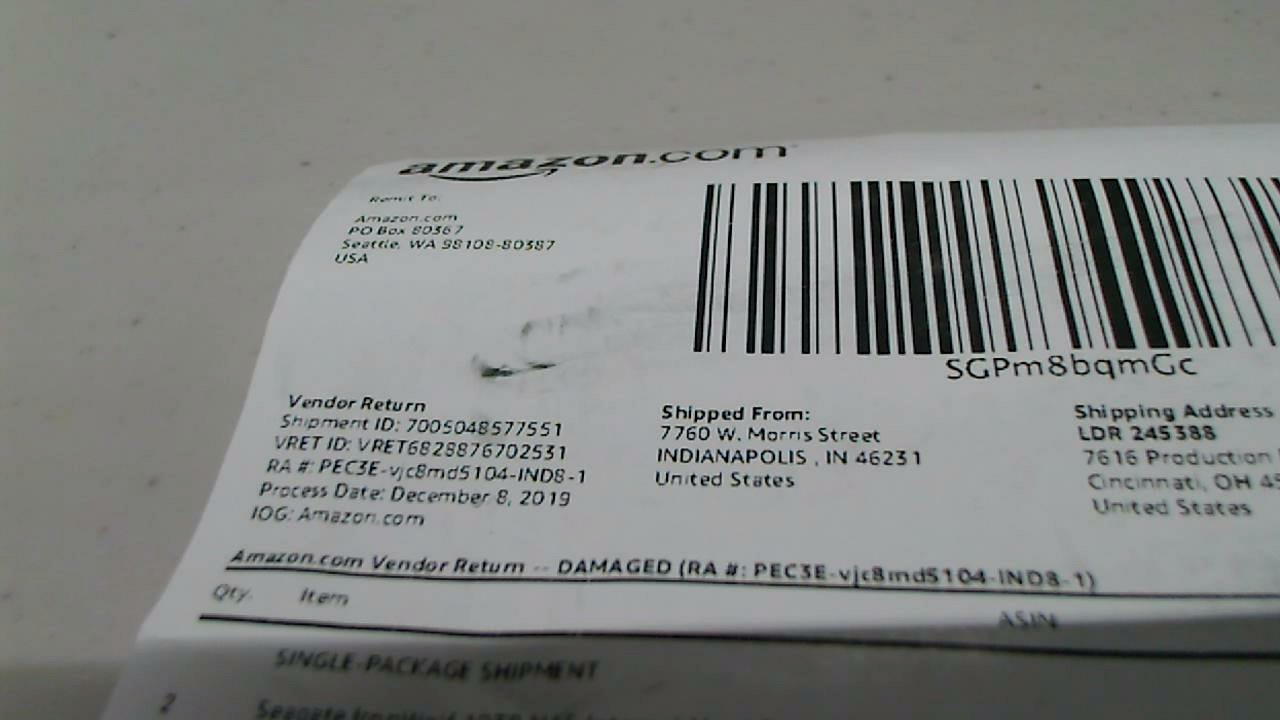 amazon.com
Remit To:
Amazon.com
PO Box 80367
Seattle, WA 98108-80387
USA
SGPm8bqmGc
Vendor Return
Shipment ID: 7005048577551
VRET ID: VRET6828876702531
RA #: PEC3E-vjc8md5104-IND8-1
Process Date: December 8, 2019
IOG: Amazon.com
Shipped From:
7760 W. Morris Street
INDIANAPOLIS , IN 46231
United States
Shipping Address
LDR 245388
7616 Production
Cincinnati, OH 45
United States
Amazon.com Vendor Return -- DAMAGED (RA #: PEC3E-vjc8md5104-IND8-1)
Qty. Item ASIN
SINGLE-PACKAGE SHIPMENT
2 Seagate